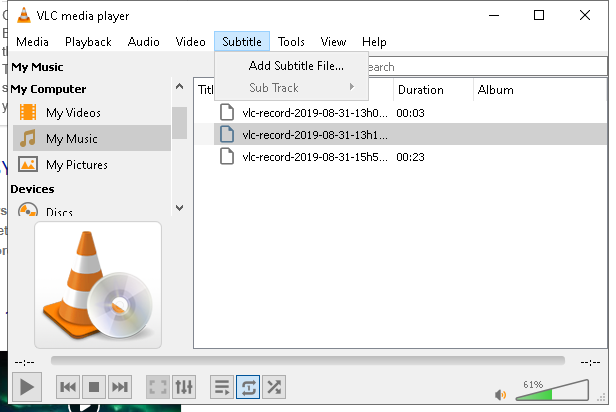 VLC media player
Media Playback Audio Video Subtitle Tools View Help
Add Subtitle File...
Sub Track
My Music
earch
My Computer
My Videos
My Music
My Pictures
Devices
Discs
Titl Duration Album
vlc-record-2019-08-31-13h0... 00:03
vlc-record-2019-08-31-13h1...
vlc-record-2019-08-31-15h5... 00:23
--:-- --:--
61%